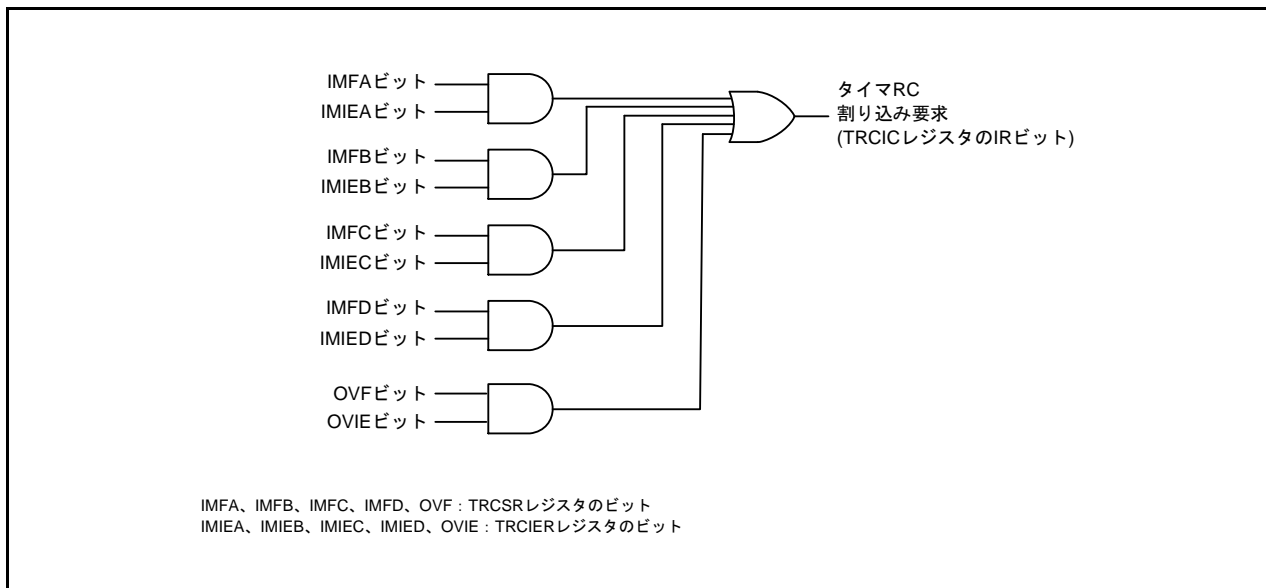 IMFAビット
IMIEAビット
IMFBビット
IMIEBビット
IMFCビット
IMIECビット
IMFDビット
IMIEDビット
OVFビット
OVIEビット
タイマRC
割り込み要求
(TRCICレジスタのIRビット)
IMFA、IMFB、IMFC、IMFD、OVF：TRCSRレジスタのビット
IMIEA、IMIEB、IMIEC、IMIED、OVIE：TRCIERレジスタのビット